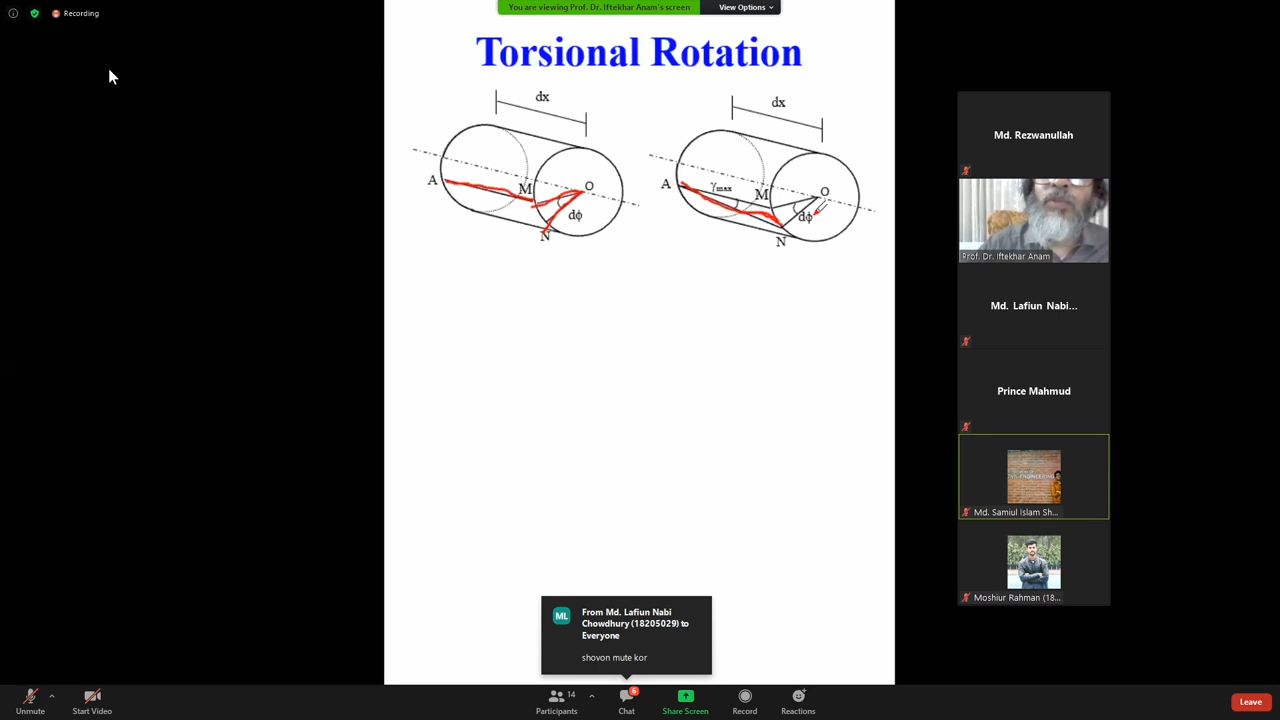 Recording
You are viewing Prof. Dr. Iftekhar Anam's screen
View Options
Torsional Rotation
dx
A
M
O
dϕ
N
dx
A
γmax
M
O
dϕ
N
Md. Rezwanullah
Prof. Dr. Iftekhar Anam
Md. Lafiun Nabi...
Prince Mahmud
Md. Samiul Islam Sh...
Moshiur Rahman (18...
ML
From Md. Lafiun Nabi
Chowdhury (18205029) to
Everyone
shovon mute kor
Unmute
Start Video
14
Participants
6
Chat
Share Screen
Record
Reactions
Leave